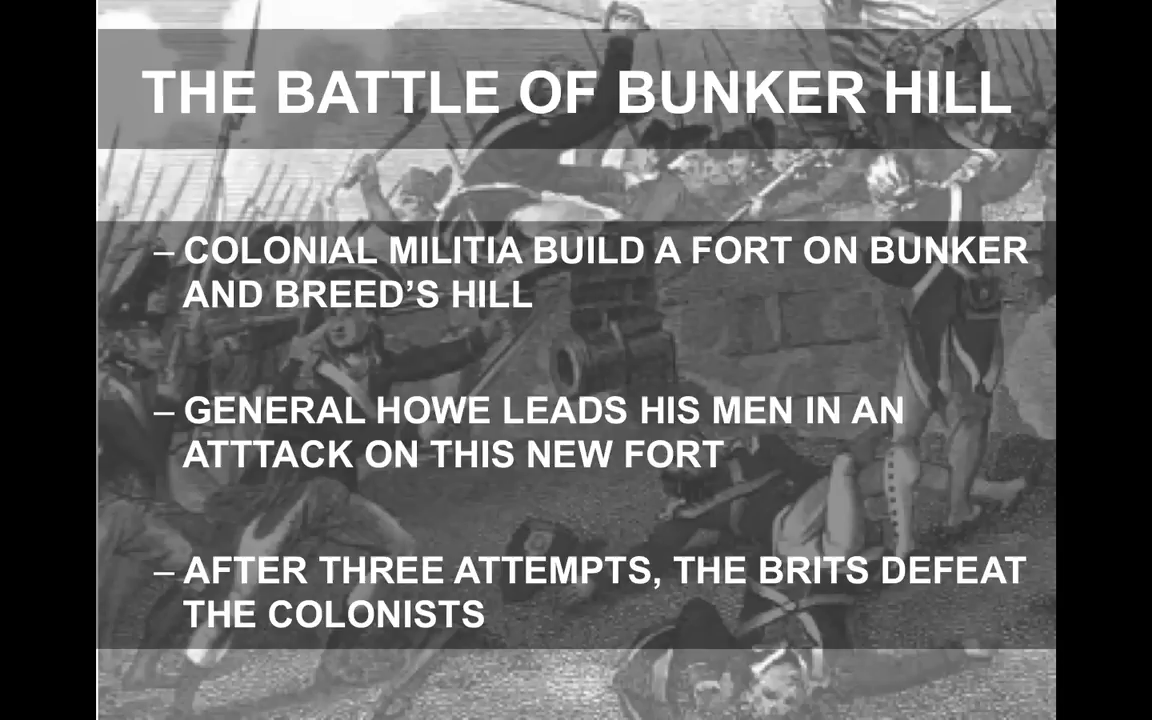 THE BATTLE OF BUNKER HILL
– COLONIAL MILITIA BUILD A FORT ON BUNKER
AND BREED’S HILL
– GENERAL HOWE LEADS HIS MEN IN AN
ATTTACK ON THIS NEW FORT
– AFTER THREE ATTEMPTS, THE BRITS DEFEAT
THE COLONISTS